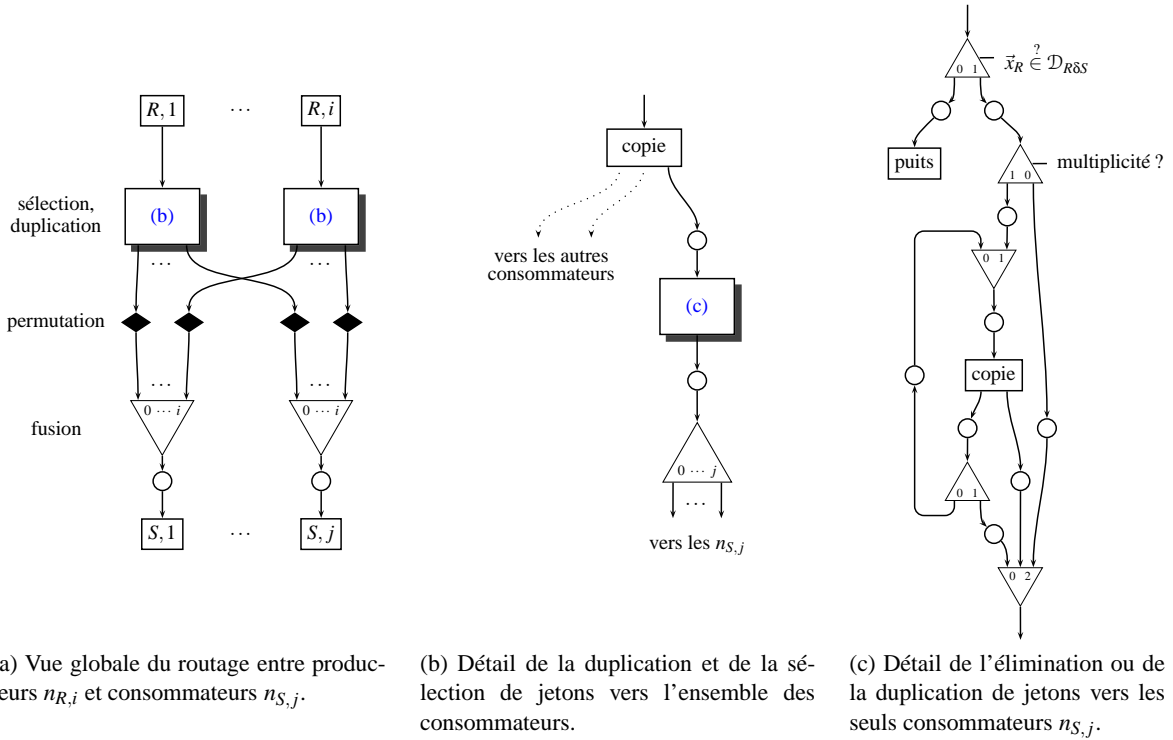 R,1 ··· R,i
sélection,
duplication
(b) (b)
··· ···
permutation
··· ···
0 ··· i 0 ··· i
fusion
S,1 ··· S,j
a) Vue globale du routage entre produc-
eurs n_{R,i} et consommateurs n_{S,j}.
copie
vers les autres
consommateurs
(c)
0 ··· j
···
vers les n_{S,j}
(b) Détail de la duplication et de la sé-
lection de jetons vers l'ensemble des
consommateurs.
0 1
\vec{x}_R \overset{?}{∈} 𝒟_{RδS}
puits
1 0
multiplicité ?
0 1
copie
0 1
0 2
(c) Détail de l'élimination ou de
la duplication de jetons vers les
seuls consommateurs n_{S,j}.